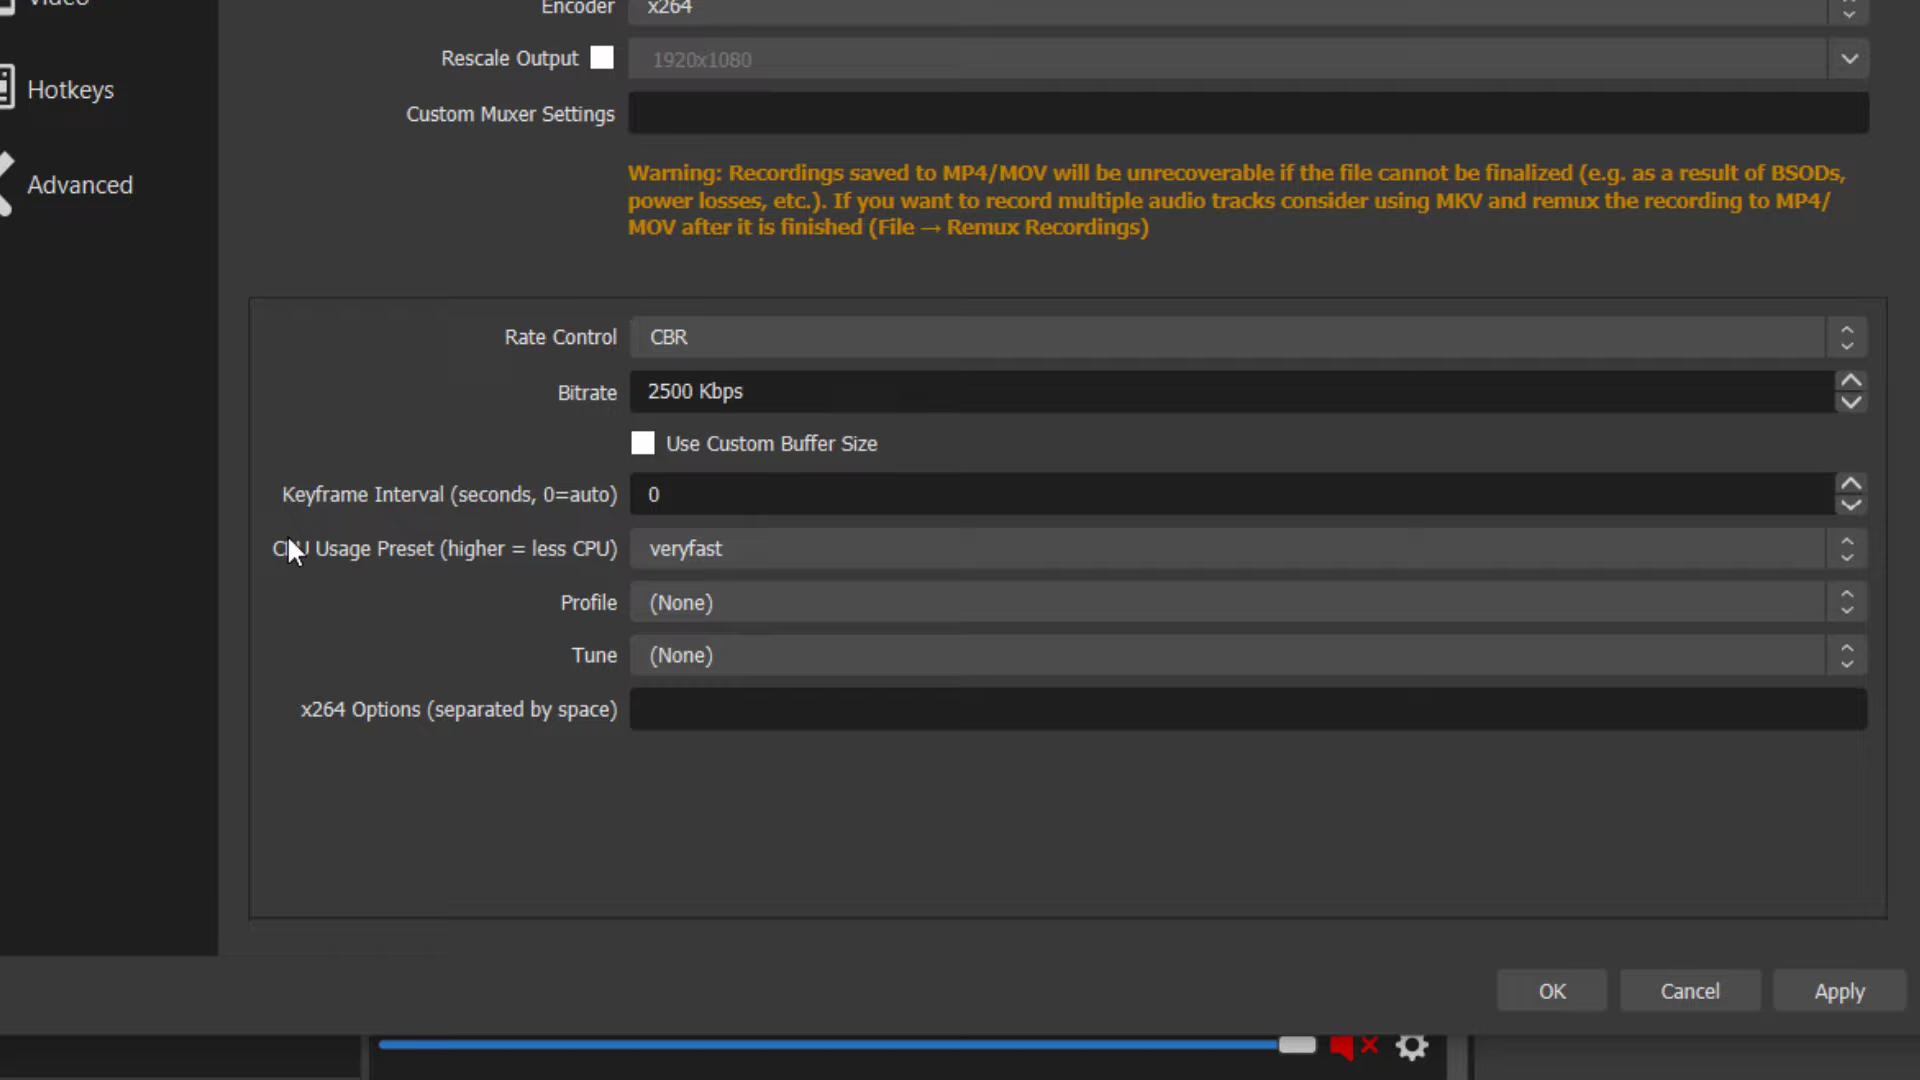 Video
Encoder
x264
Rescale Output
1920x1080
Hotkeys
Custom Muxer Settings
Advanced
Warning: Recordings saved to MP4/MOV will be unrecoverable if the file cannot be finalized (e.g. as a result of BSODs,
power losses, etc.). If you want to record multiple audio tracks consider using MKV and remux the recording to MP4/
MOV after it is finished (File → Remux Recordings)
Rate Control
CBR
Bitrate
2500 Kbps
Use Custom Buffer Size
Keyframe Interval (seconds, 0=auto)
0
CPU Usage Preset (higher = less CPU)
veryfast
Profile
(None)
Tune
(None)
x264 Options (separated by space)
OK
Cancel
Apply